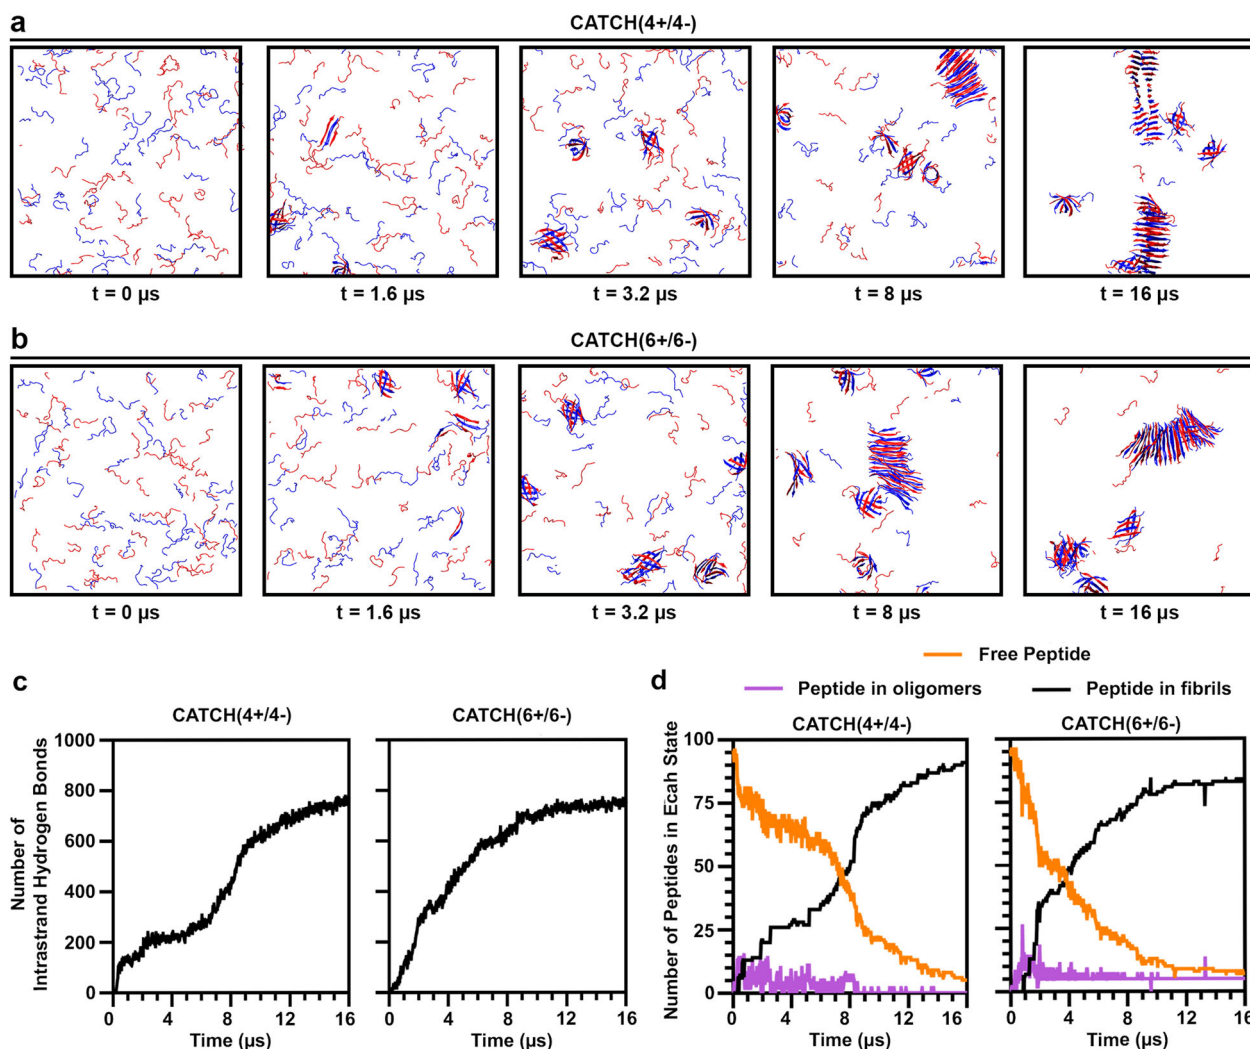 a
CATCH(4+/4-)
t = 0 µs
t = 1.6 µs
t = 3.2 µs
t = 8 µs
t = 16 µs
b
CATCH(6+/6-)
t = 0 µs
t = 1.6 µs
t = 3.2 µs
t = 8 µs
t = 16 µs
c
CATCH(4+/4-)
CATCH(6+/6-)
Number of
Intrastrand Hydrogen Bonds
1000
800
600
400
200
0
0 4 8 12 16
0 4 8 12 16
Time (µs)
Time (µs)
d
Free Peptide
Peptide in oligomers
Peptide in fibrils
CATCH(4+/4-)
CATCH(6+/6-)
Number of Peptides in Ecah State
100
75
50
25
0
0 4 8 12 16
0 4 8 12 16
Time (µs)
Time (µs)